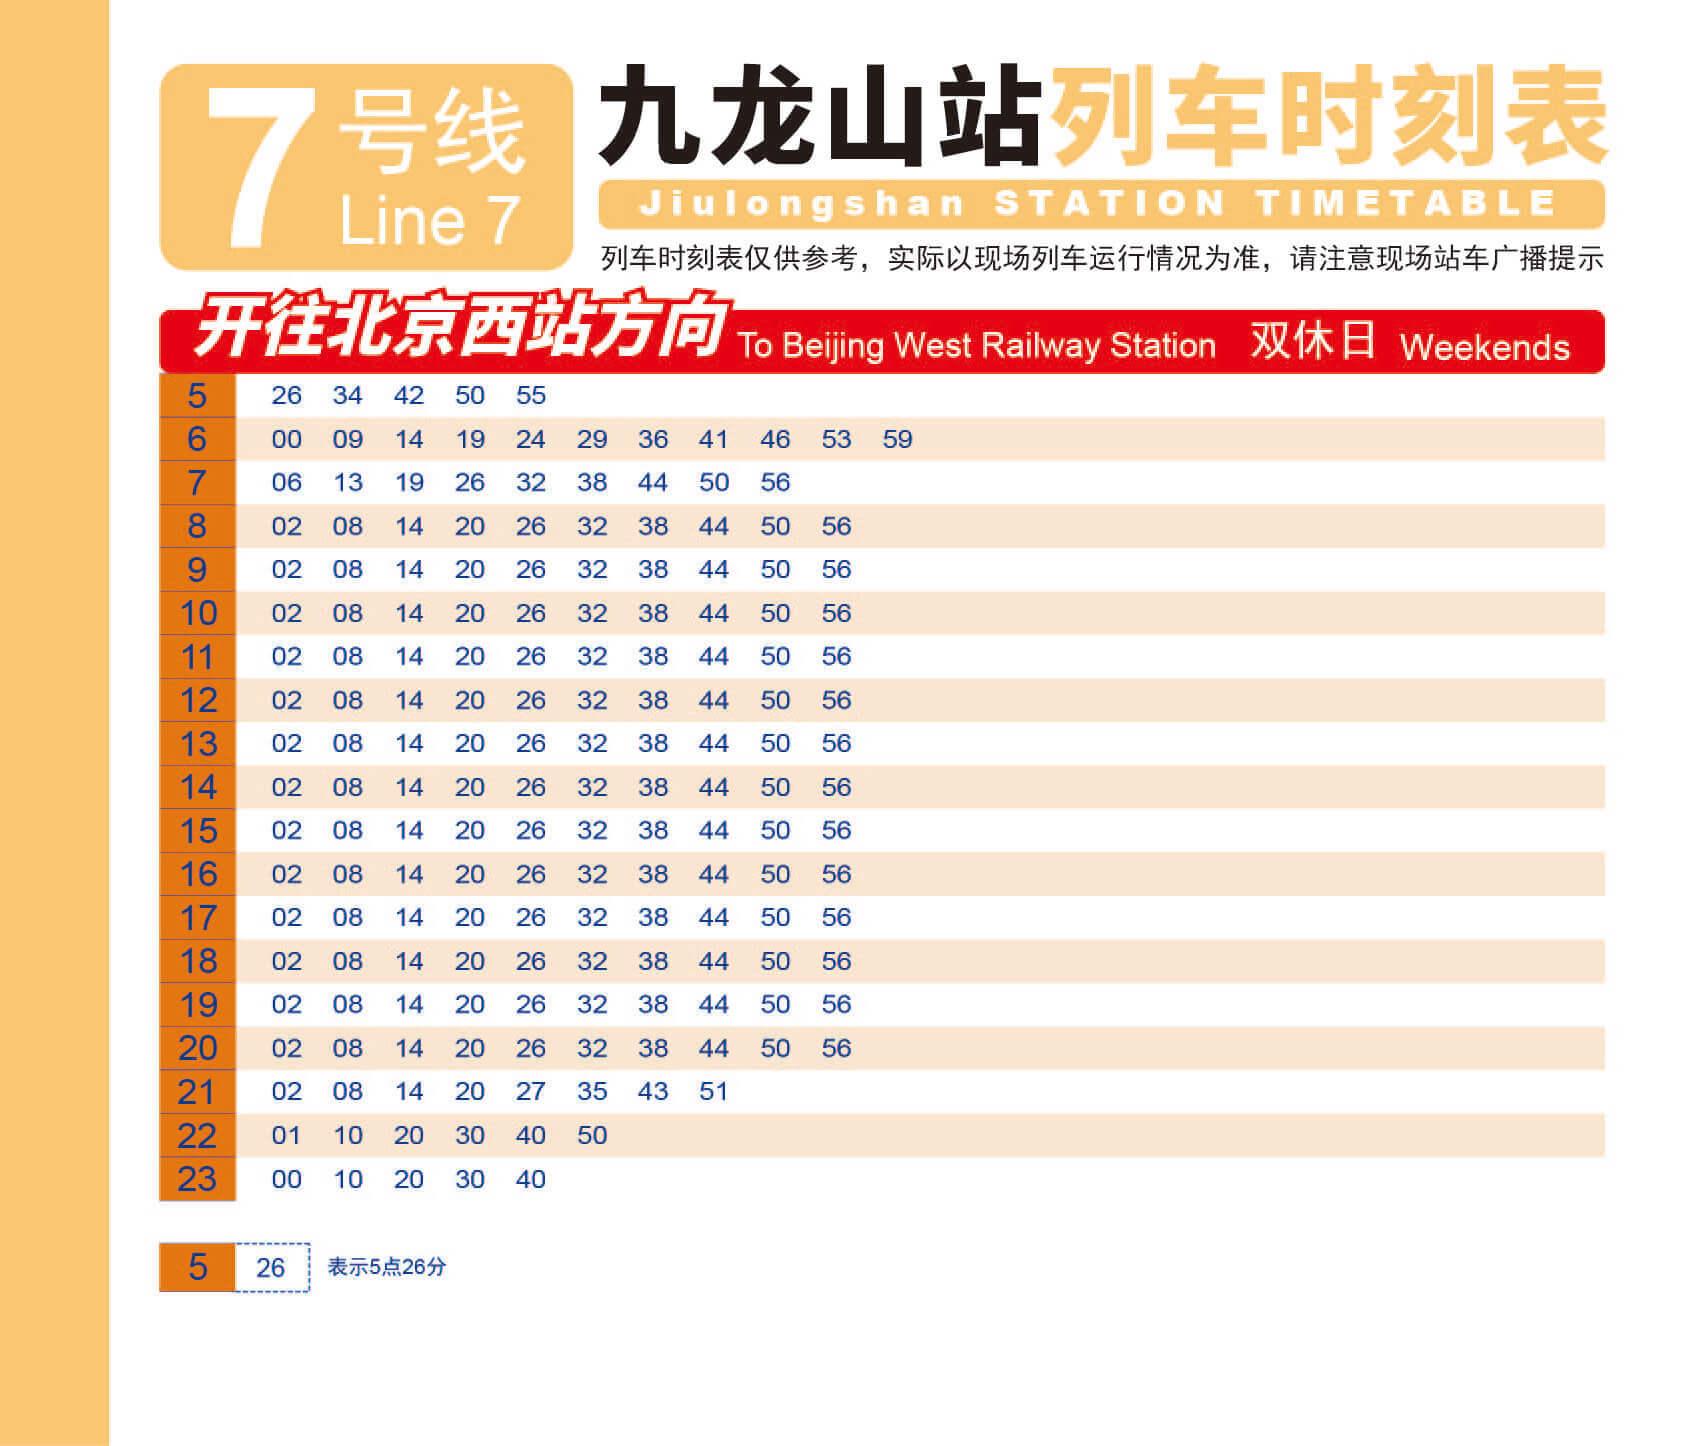 7号线
Line 7
九龙山站列车时刻表
Jiulongshan STATION TIMETABLE
列车时刻表仅供参考，实际以现场列车运行情况为准，请注意现场站车广播提示
开往北京西站方向 To Beijing West Railway Station 双休日 Weekends
5 26 34 42 50 55
6 00 09 14 19 24 29 36 41 46 53 59
7 06 13 19 26 32 38 44 50 56
8 02 08 14 20 26 32 38 44 50 56
9 02 08 14 20 26 32 38 44 50 56
10 02 08 14 20 26 32 38 44 50 56
11 02 08 14 20 26 32 38 44 50 56
12 02 08 14 20 26 32 38 44 50 56
13 02 08 14 20 26 32 38 44 50 56
14 02 08 14 20 26 32 38 44 50 56
15 02 08 14 20 26 32 38 44 50 56
16 02 08 14 20 26 32 38 44 50 56
17 02 08 14 20 26 32 38 44 50 56
18 02 08 14 20 26 32 38 44 50 56
19 02 08 14 20 26 32 38 44 50 56
20 02 08 14 20 26 32 38 44 50 56
21 02 08 14 20 27 35 43 51
22 01 10 20 30 40 50
23 00 10 20 30 40
5 26 表示5点26分